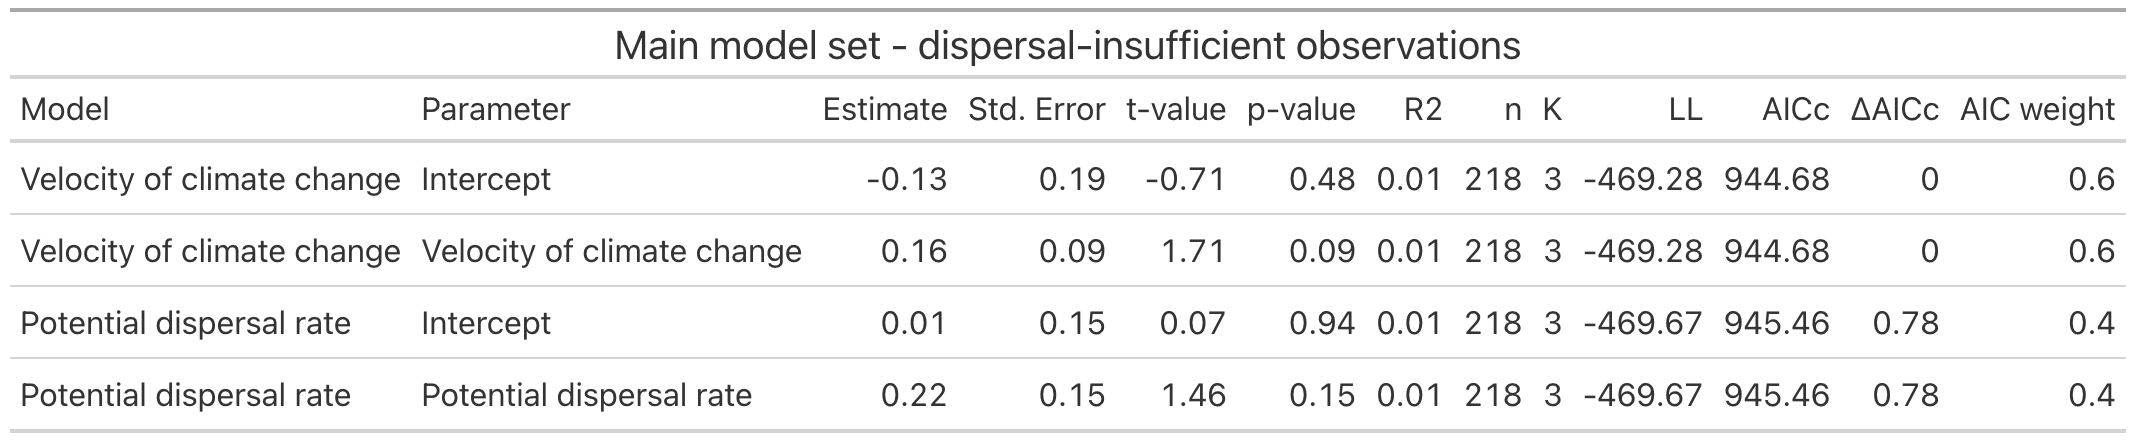 Main model set - dispersal-insufficient observations
Model Parameter Estimate Std. Error t-value p-value R2 n K LL AICc ΔAICc AIC weight
Velocity of climate change Intercept -0.13 0.19 -0.71 0.48 0.01 218 3 -469.28 944.68 0 0.6
Velocity of climate change Velocity of climate change 0.16 0.09 1.71 0.09 0.01 218 3 -469.28 944.68 0 0.6
Potential dispersal rate Intercept 0.01 0.15 0.07 0.94 0.01 218 3 -469.67 945.46 0.78 0.4
Potential dispersal rate Potential dispersal rate 0.22 0.15 1.46 0.15 0.01 218 3 -469.67 945.46 0.78 0.4